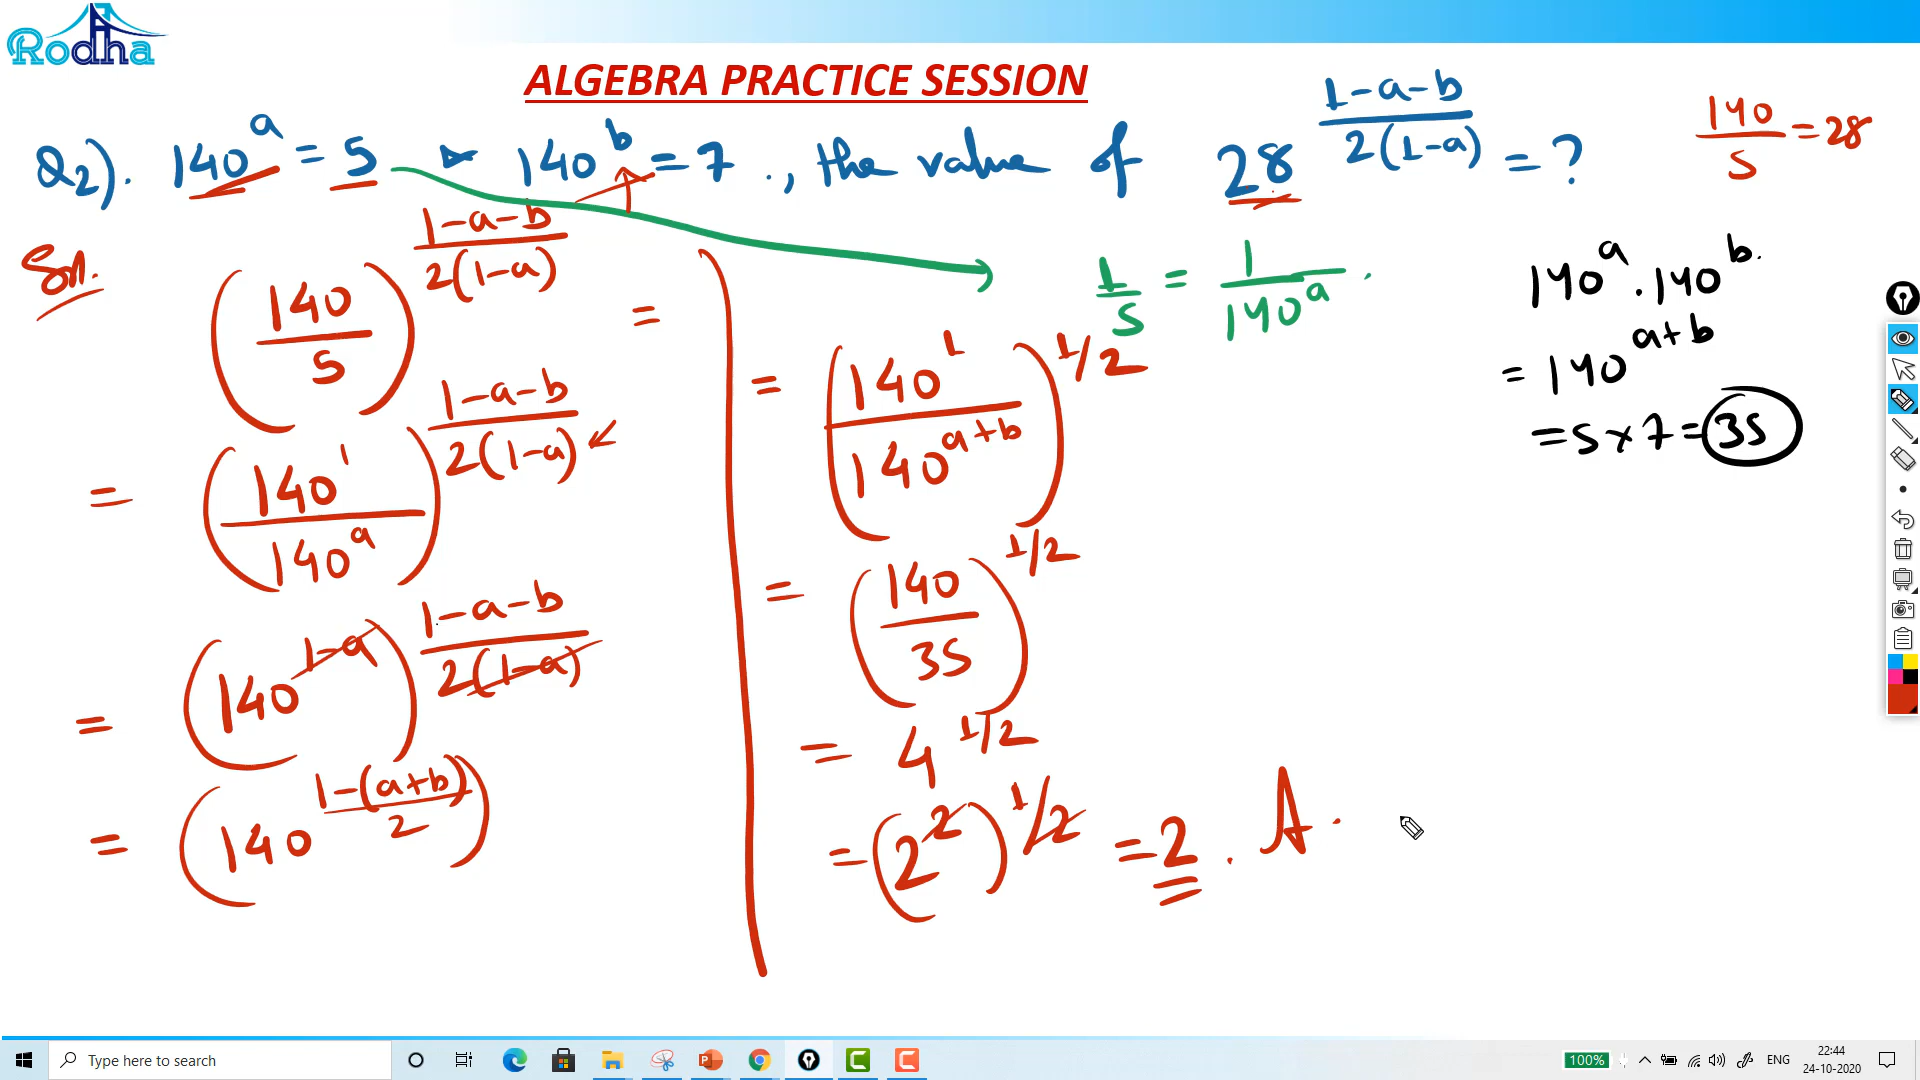 Rodha
ALGEBRA PRACTICE SESSION
Q2). 140^a = 5 & 140^b = 7 ., the value of 28^((1-a-b)/(2(1-a))) = ?
140/5 = 28
Sol.
(140/5)^((1-a-b)/(2(1-a))) =
= (140^1/140^a)^((1-a-b)/(2(1-a)))
= (140^(1-a))^((1-a-b)/(2(1-a)))
= (140^((1-(a+b))/2))
1/5 = 1/140^a .
= (140^1/140^(a+b))^(1/2)
= (140/35)^(1/2)
= 4^(1/2)
= (2^2)^(1/2) = 2 . A .
140^a . 140^b .
= 140^(a+b)
= 5 x 7 = 35
Type here to search
100%
ENG
22:44
24-10-2020